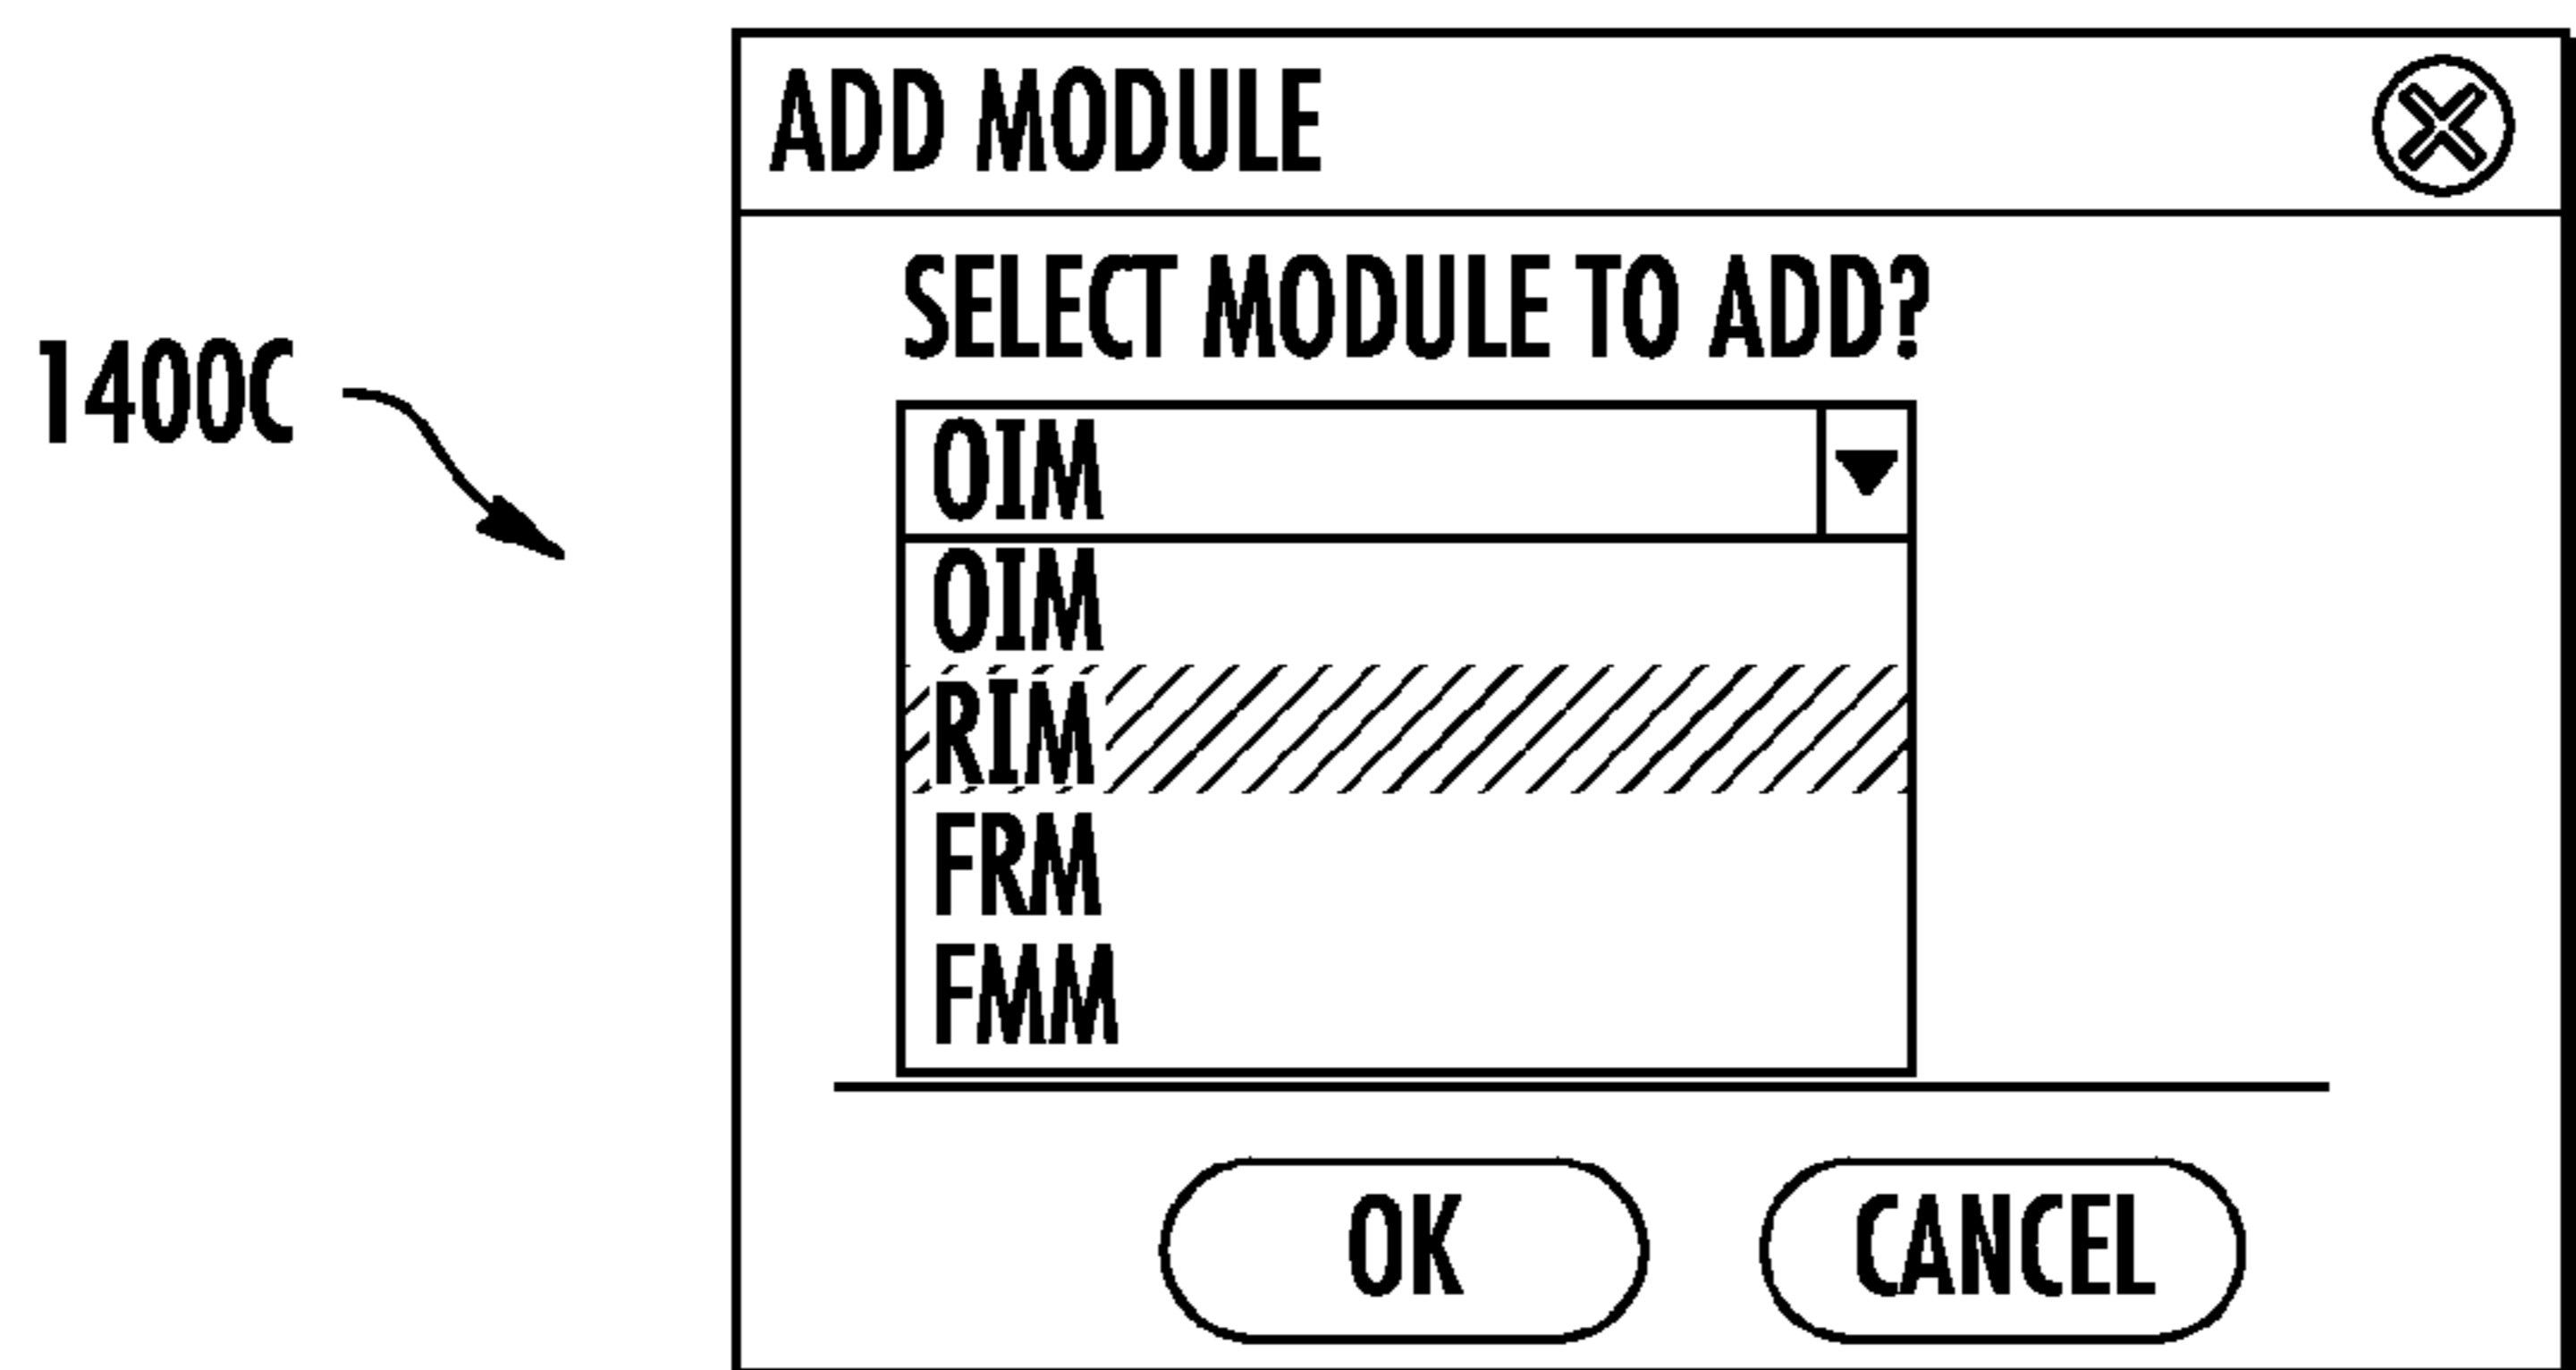 ADD MODULE
SELECT MODULE TO ADD?
1400C
OIM
OIM
RIM
FRM
FMM
OK CANCEL